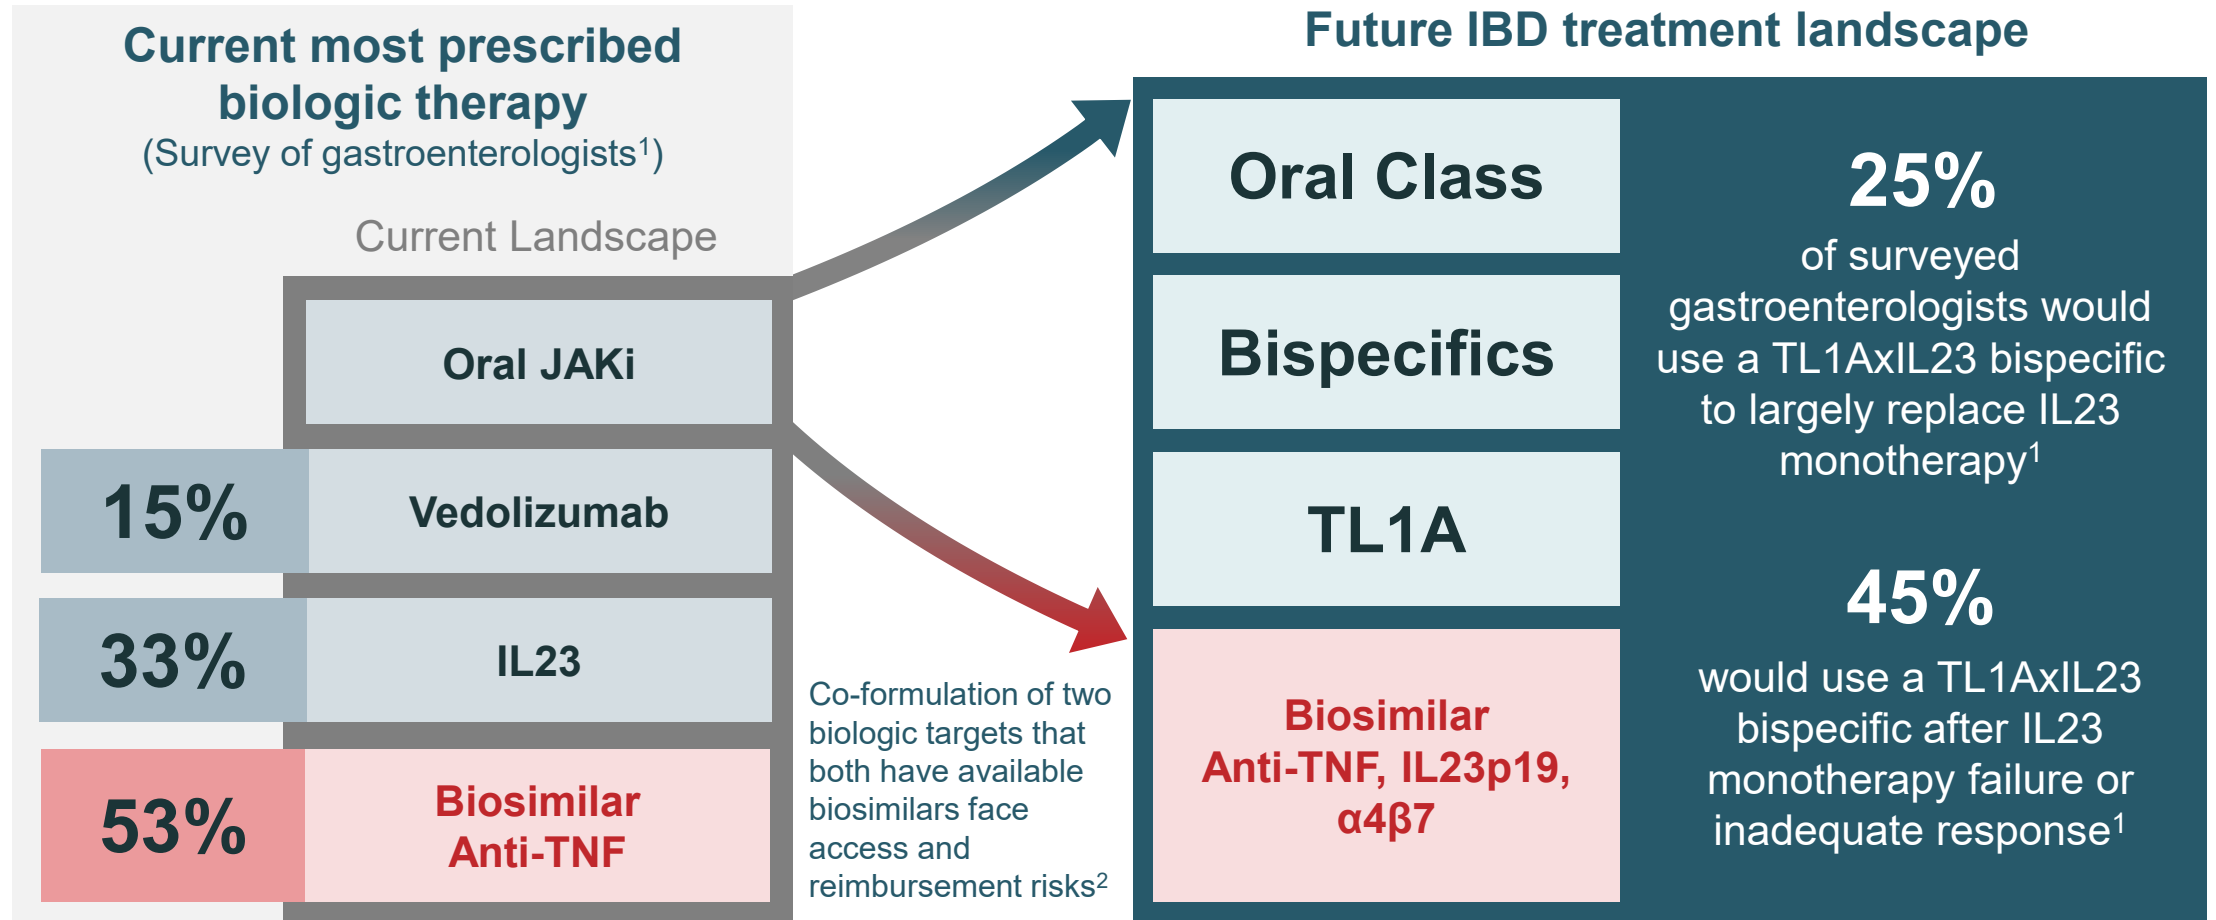 Current most prescribed
biologic therapy
(Survey of gastroenterologists¹)
Current Landscape
Oral JAKi
15%
Vedolizumab
33%
IL23
53%
Biosimilar
Anti-TNF
Co-formulation of two
biologic targets that
both have available
biosimilars face
access and
reimbursement risks²
Future IBD treatment landscape
Oral Class
Bispecifics
TL1A
Biosimilar
Anti-TNF, IL23p19,
α4β7
25%
of surveyed
gastroenterologists would
use a TL1AxIL23 bispecific
to largely replace IL23
monotherapy¹
45%
would use a TL1AxIL23
bispecific after IL23
monotherapy failure or
inadequate response¹